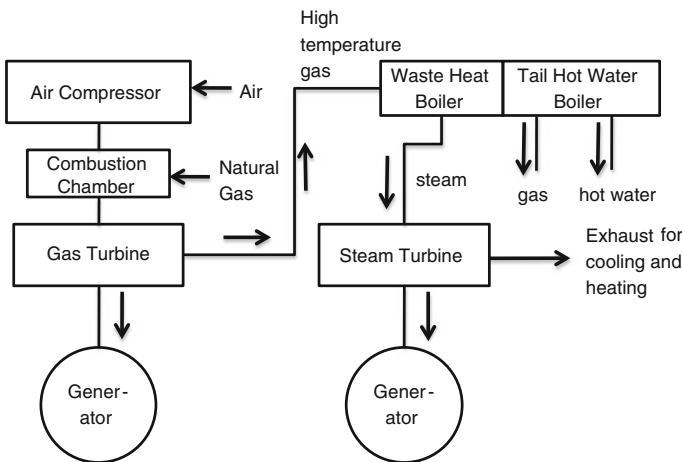 High
temperature
gas
Air Compressor
Air
Waste Heat
Boiler
Tail Hot Water
Boiler
Combustion
Chamber
Natural
Gas
steam
gas
hot water
Gas Turbine
Steam Turbine
Exhaust for
cooling and
heating
Gener-
ator
Gener-
ator